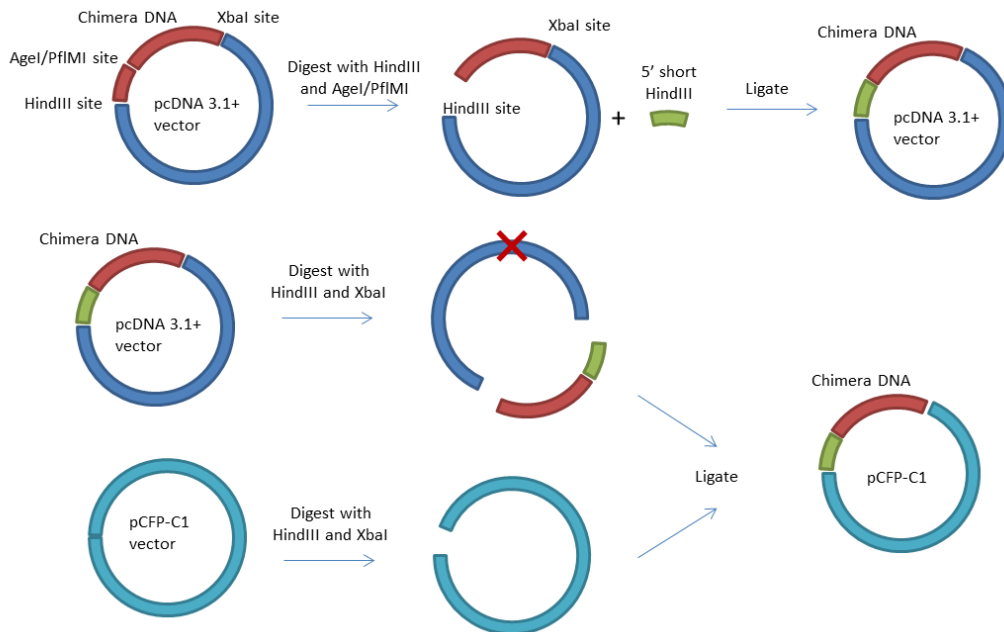 Chimera DNA
XbaI site
AgeI/PflMI site
HindIII site
pcDNA 3.1+
vector
Digest with HindIII
and AgeI/PflMI
HindIII site
+
5' short
HindIII
Ligate
Chimera DNA
pcDNA 3.1+
vector
Chimera DNA
pcDNA 3.1+
vector
Digest with
HindIII and XbaI
pCFP-C1
vector
Digest with
HindIII and XbaI
Ligate
Chimera DNA
pCFP-C1